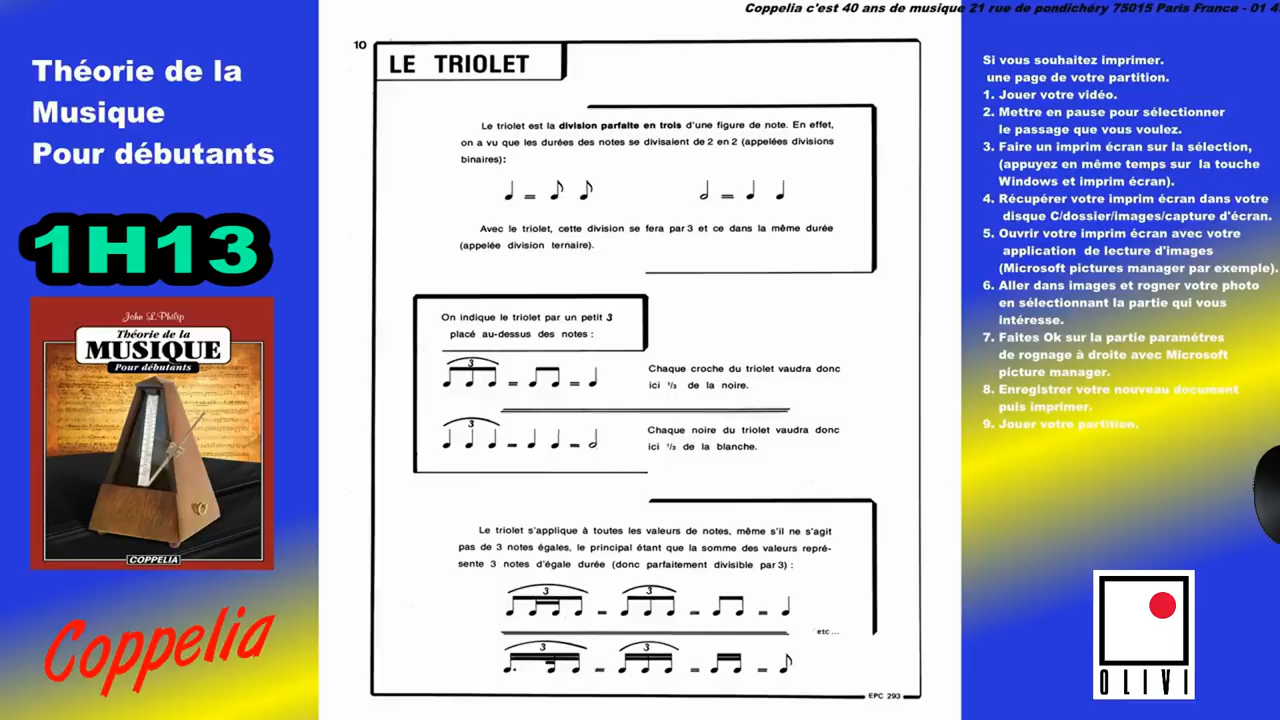 Coppelia c'est 40 ans de musique 21 rue de pondichéry 75015 Paris France - 01 4
Théorie de la
Musique
Pour débutants
1H13
John L. Philip
Théorie de la
MUSIQUE
Pour débutants
COPPELIA
Coppelia
10
LE TRIOLET
Le triolet est la division parfaite en trois d'une figure de note. En effet,
on a vu que les durées des notes se divisaient de 2 en 2 (appelées divisions
binaires):
Avec le triolet, cette division se fera par 3 et ce dans la même durée
(appelée division ternaire).
On indique le triolet par un petit 3
placé au-dessus des notes :
3
Chaque croche du triolet vaudra donc
ici 1/3 de la noire.
3
Chaque noire du triolet vaudra donc
ici 1/3 de la blanche.
Le triolet s'applique à toutes les valeurs de notes, même s'il ne s'agit
pas de 3 notes égales, le principal étant que la somme des valeurs repré-
sente 3 notes d'égale durée (donc parfaitement divisible par 3) :
3 3
etc...
3 3
EPC 293
Si vous souhaitez imprimer.
une page de votre partition.
1. Jouer votre vidéo.
2. Mettre en pause pour sélectionner
le passage que vous voulez.
3. Faire un imprim écran sur la sélection,
(appuyez en même temps sur la touche
Windows et imprim écran).
4. Récupérer votre imprim écran dans votre
disque C/dossier/images/capture d'écran.
5. Ouvrir votre imprim écran avec votre
application de lecture d'images
(Microsoft pictures manager par exemple).
6. Aller dans images et rogner votre photo
en sélectionnant la partie qui vous
intéresse.
7. Faites Ok sur la partie paramétres
de rognage à droite avec Microsoft
picture manager.
8. Enregistrer votre nouveau document
puis imprimer.
9. Jouer votre partition.
OLIVI